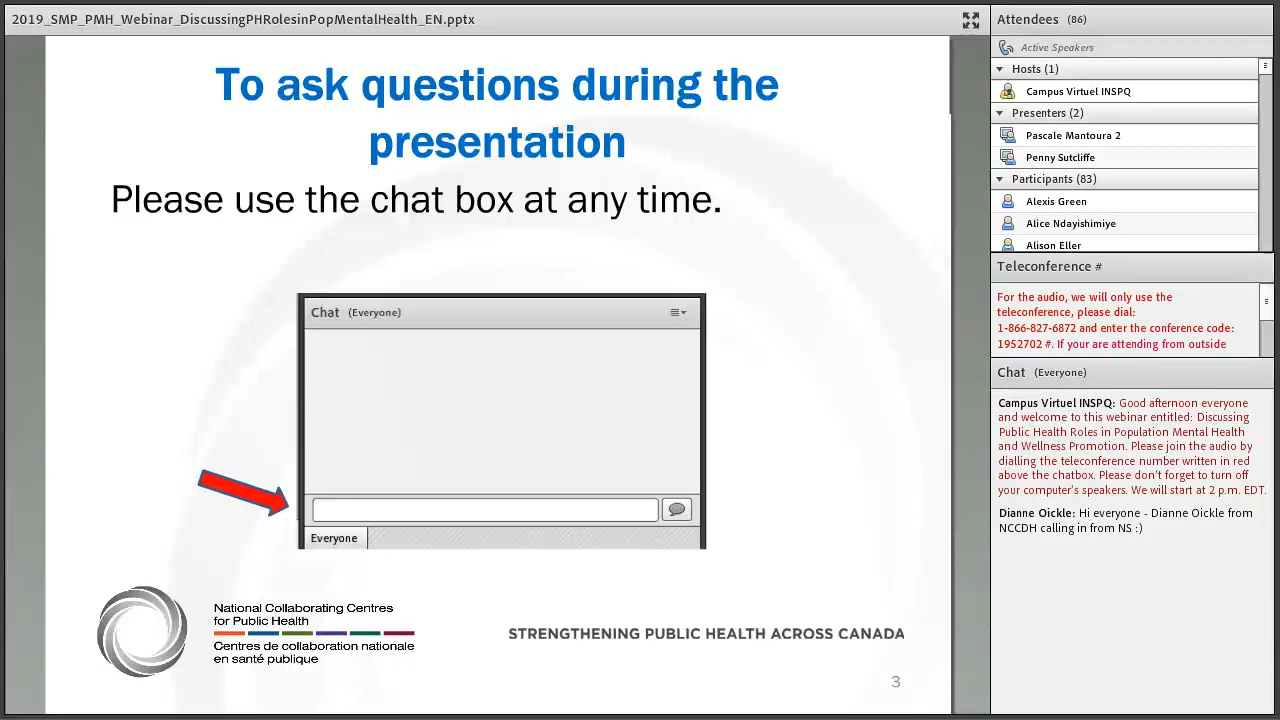 2019_SMP_PMH_Webinar_DiscussingPHRolesinPopMentalHealth_EN.pptx
To ask questions during the
presentation
Please use the chat box at any time.
Chat (Everyone)
Everyone
National Collaborating Centres
for Public Health
Centres de collaboration nationale
en santé publique
STRENGTHENING PUBLIC HEALTH ACROSS CANADA
3
Attendees (86)
Active Speakers
Hosts (1)
Campus Virtuel INSPQ
Presenters (2)
Pascale Mantoura 2
Penny Sutcliffe
Participants (83)
Alexis Green
Alice Ndayishimiye
Alison Eller
Teleconference #
For the audio, we will only use the
teleconference, please dial:
1-866-827-6872 and enter the conference code:
1952702 #. If your are attending from outside
Chat (Everyone)
Campus Virtuel INSPQ: Good afternoon everyone
and welcome to this webinar entitled: Discussing
Public Health Roles in Population Mental Health
and Wellness Promotion. Please join the audio by
dialling the teleconference number written in red
above the chatbox. Please don't forget to turn off
your computer's speakers. We will start at 2 p.m. EDT.
Dianne Oickle: Hi everyone - Dianne Oickle from
NCCDH calling in from NS :)